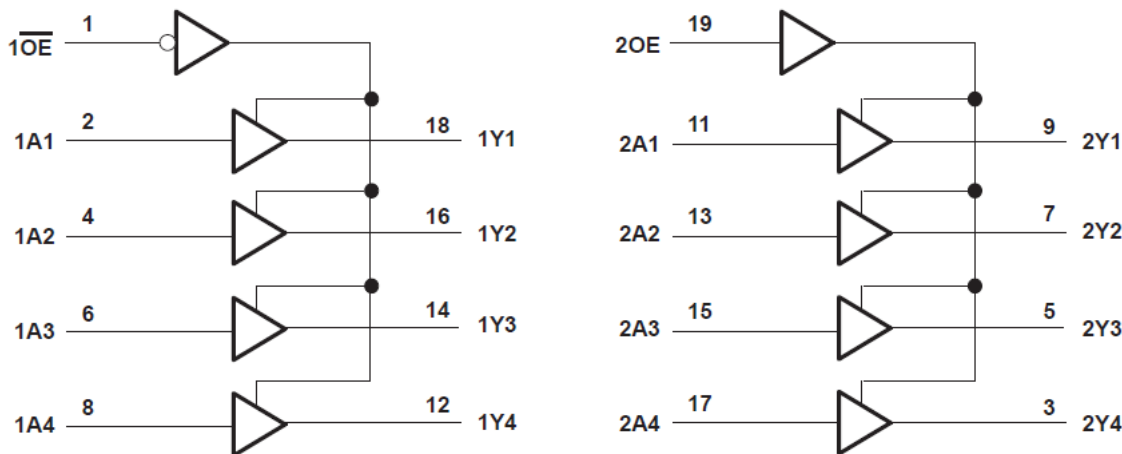 1 19
1O̅E̅ 2OE
2 18 11 9
1A1 1Y1 2A1 2Y1
4 16 13 7
1A2 1Y2 2A2 2Y2
6 14 15 5
1A3 1Y3 2A3 2Y3
8 12 17 3
1A4 1Y4 2A4 2Y4